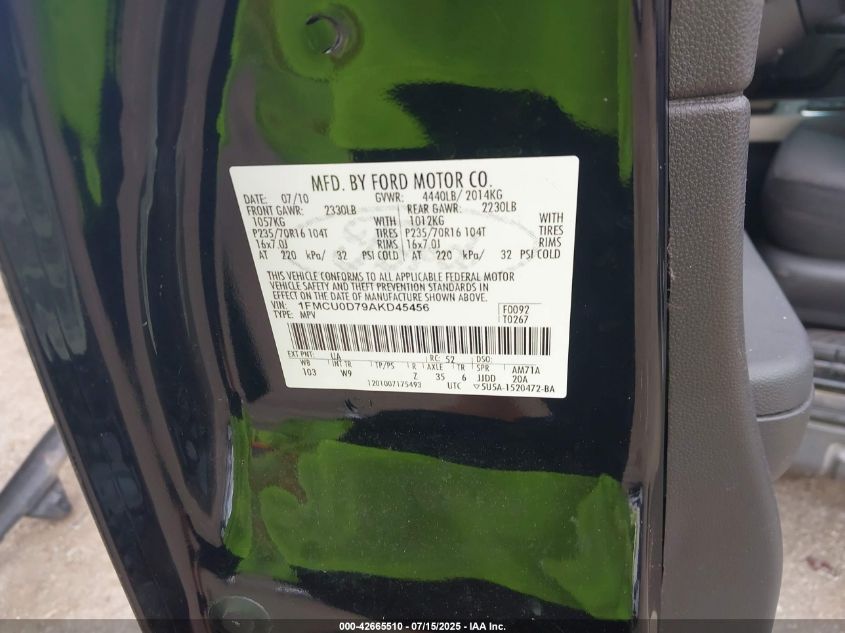 MFD. BY FORD MOTOR CO.
DATE: 07/10 GVWR: 4440LB/ 2014KG
FRONT GAWR: 2330LB REAR GAWR: 2230LB
1057KG WITH 1012KG WITH
P235/70R16 104T TIRES P235/70R16 104T TIRES
16x7.0J RIMS 16x7.0J RIMS
AT 220 kPa/ 32 PSI COLD AT 220 kPa/ 32 PSI COLD
THIS VEHICLE CONFORMS TO ALL APPLICABLE FEDERAL MOTOR
VEHICLE SAFETY AND THEFT PREVENTION STANDARDS IN
EFFECT ON THE DATE OF MANUFACTURE SHOWN ABOVE.
VIN: 1FMCU0D79AKD45456 F0092
TYPE: MPV T0267
EXT PNT: UA RC: 52 DSO:
WB INT TR TP/PS R AXLE TR SPR AM71A
103 W9 Z 35 6 JJDD 20A
1201007175493 UTC 5U5A-1520472-BA
000-42665510 / 07/15/2025 - IAA Inc.